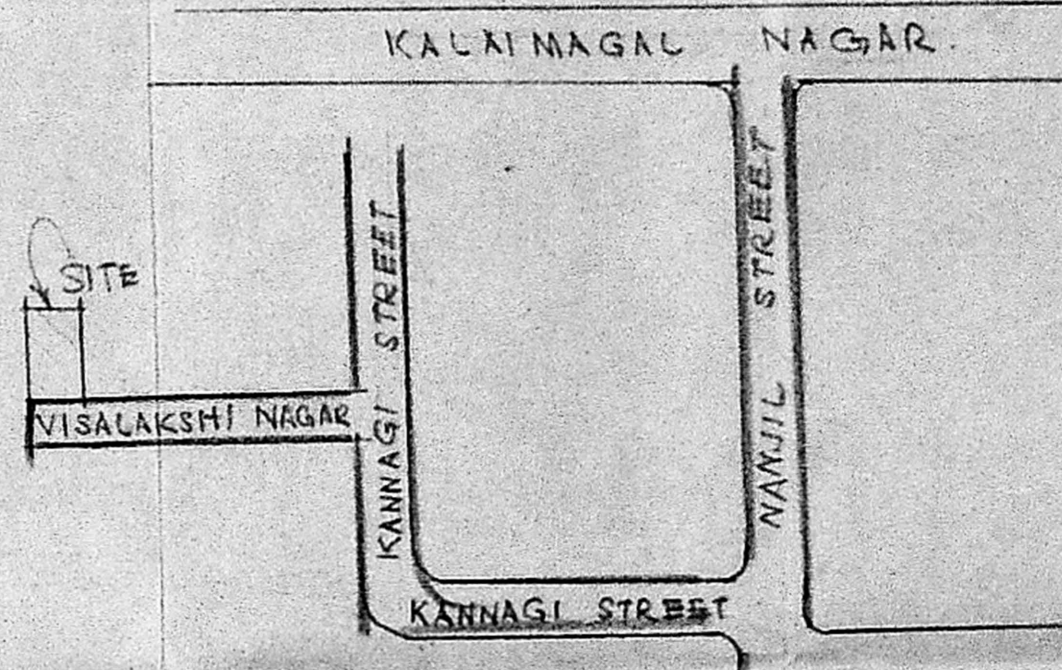 KALAIMAGAL NAGAR.
SITE
VISALAKSHI NAGAR
KANNAGI STREET
NANJIL STREET
KANNAGI STREET